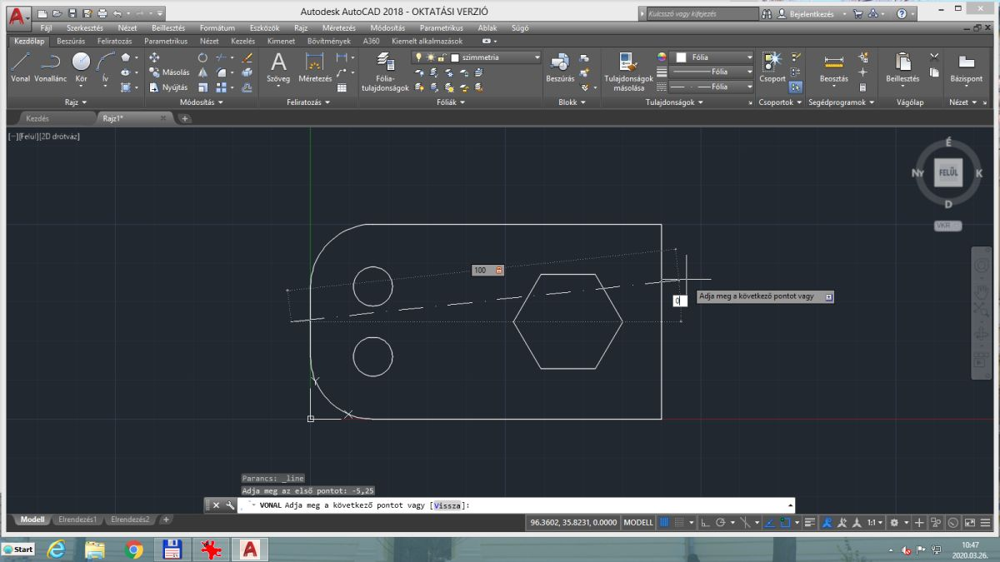 Autodesk AutoCAD 2018 - OKTATÁSI VERZIÓ
Kulcsszó vagy kifejezés
Bejelentkezés
Fájl Szerkesztés Nézet Beillesztés Formátum Eszközök Rajz Méretezés Módosítás Parametrikus Ablak Súgó
Kezdőlap Beszúrás Feliratozás Parametrikus Nézet Kezelés Kimenet Bővítmények A360 Kiemelt alkalmazások
Vonal Vonallánc Kör Ív
Másolás
Nyújtás
Szöveg Méretezés
Fólia-
tulajdonságok
szimmetria
Beszúrás
Tulajdonságok
másolása
Fólia
Fólia
Fólia
Csoport
Beosztás
Beillesztés
Bázispont
Rajz Módosítás Feliratozás Fóliák Blokk Tulajdonságok Csoportok Segédprogramok Vágólap Nézet
Kezdés Rajz1*
[−][Felül][2D drótváz]
É
Ny FELÜL K
D
VKR
100
0
Adja meg a következő pontot vagy
Parancs: _line
Adja meg az első pontot: -5,25
VONAL Adja meg a következő pontot vagy [Vissza]:
Modell Elrendezés1 Elrendezés2 +
96.3602, 35.8231, 0.0000 MODELL 1:1
Start
10:47
2020.03.26.